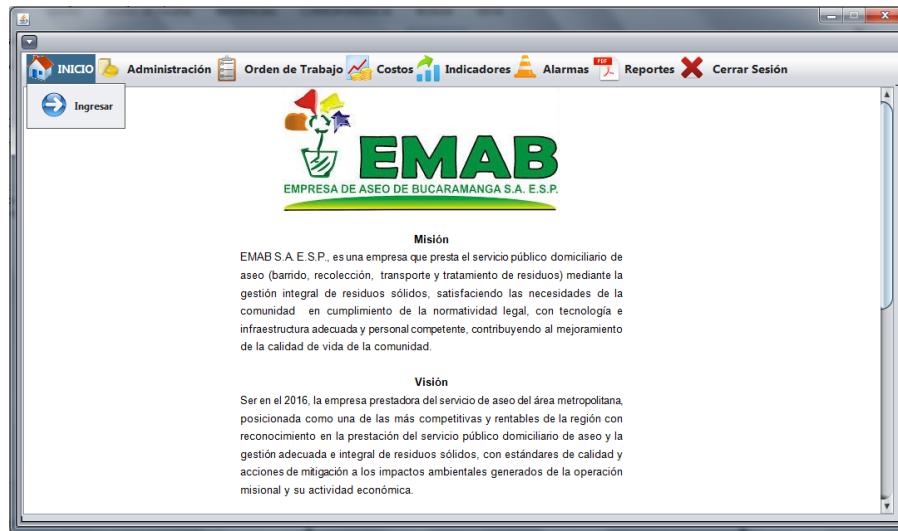 INICIO Administración Orden de Trabajo Costos Indicadores Alarmas PDF Reportes Cerrar Sesión
Ingresar
EMAB
EMPRESA DE ASEO DE BUCARAMANGA S.A. E.S.P.
Misión
EMAB S.A. E.S.P., es una empresa que presta el servicio público domiciliario de
aseo (barrido, recolección, transporte y tratamiento de residuos) mediante la
gestión integral de residuos sólidos, satisfaciendo las necesidades de la
comunidad en cumplimiento de la normatividad legal, con tecnología e
infraestructura adecuada y personal competente, contribuyendo al mejoramiento
de la calidad de vida de la comunidad.
Visión
Ser en el 2016, la empresa prestadora del servicio de aseo del área metropolitana,
posicionada como una de las más competitivas y rentables de la región con
reconocimiento en la prestación del servicio público domiciliario de aseo y la
gestión adecuada e integral de residuos sólidos, con estándares de calidad y
acciones de mitigación a los impactos ambientales generados de la operación
misional y su actividad económica.